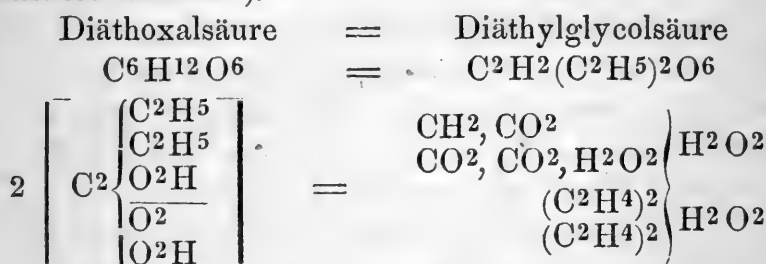 Diäthoxalsäure = Diäthylglycolsäure
C⁶H¹²O⁶ = C²H²(C²H⁵)²O⁶
C²H⁵
C²H⁵ CH², CO²
2 C² O²H = CO², CO², H²O² H²O²
O² (C²H⁴)²
O²H (C²H⁴)² H²O²